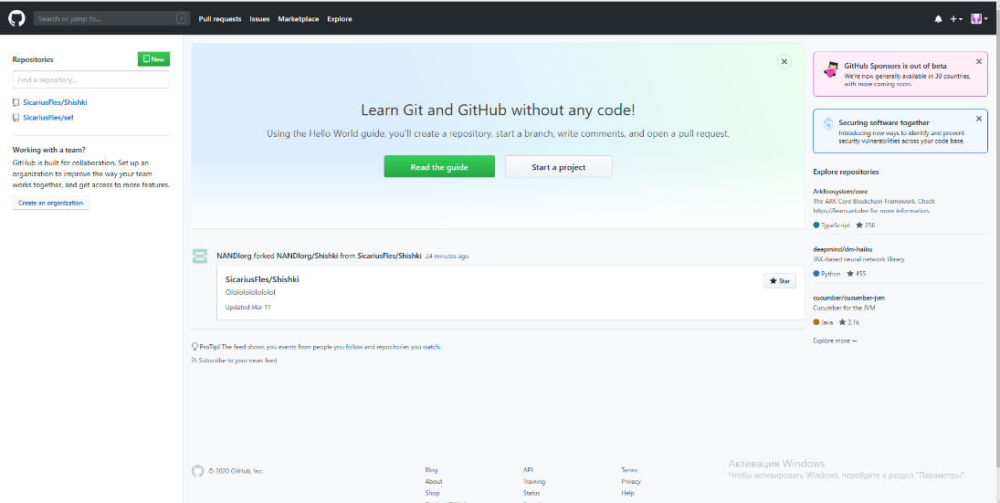 Search or jump to...
/
Pull requests
Issues
Marketplace
Explore
Repositories
New
Find a repository...
SicariusFles/Shishki
SicariusFles/set
Working with a team?
GitHub is built for collaboration. Set up an
organization to improve the way your team
works together, and get access to more features.
Create an organization
Learn Git and GitHub without any code!
Using the Hello World guide, you'll create a repository, start a branch, write comments, and open a pull request.
Read the guide
Start a project
NANDIorg forked NANDIorg/Shishki from SicariusFles/Shishki 24 minutes ago
SicariusFles/Shishki
Star
Olololololololol
Updated Mar 11
ProTip! The feed shows you events from people you follow and repositories you watch.
Subscribe to your news feed
GitHub Sponsors is out of beta
We're now generally available in 30 countries,
with more coming soon.
Securing software together
Introducing new ways to identify and prevent
security vulnerabilities across your code base.
Explore repositories
ArkEcosystem/core
The ARK Core Blockchain Framework. Check
https://learn.ark.dev for more information.
TypeScript 256
deepmind/dm-haiku
JAX-based neural network library
Python 455
cucumber/cucumber-jvm
Cucumber for the JVM
Java 2.1k
Explore more →
© 2020 GitHub, Inc.
Blog
About
Shop
API
Training
Status
Terms
Privacy
Help
Активация Windows
Чтобы активировать Windows, перейдите в раздел "Параметры".